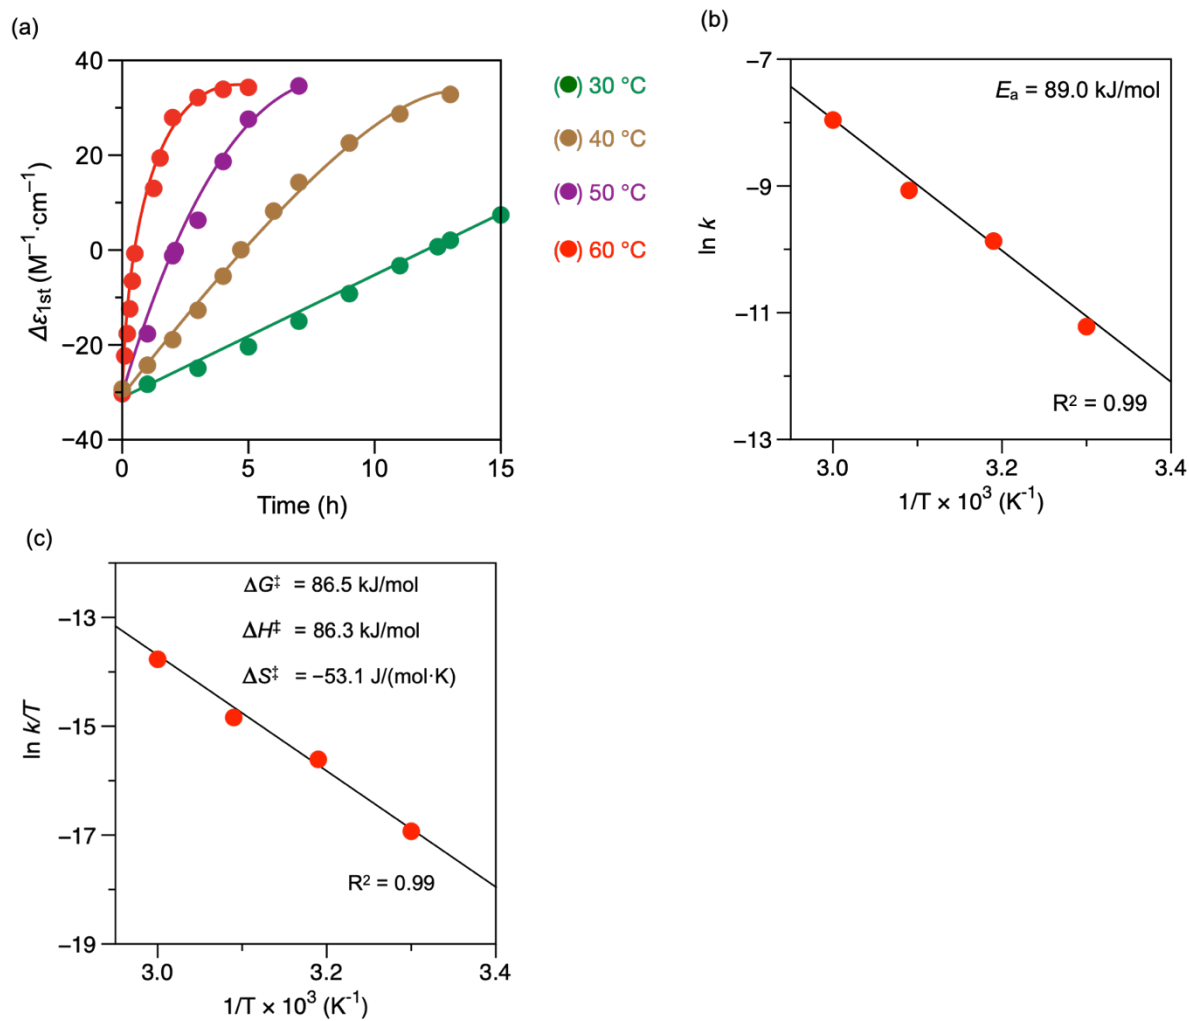 (a)
40
20
0
−20
−40
Δε1st (M−1·cm−1)
0 5 10 15
Time (h)
(●) 30 °C
(●) 40 °C
(●) 50 °C
(●) 60 °C
(b)
−7
−9
−11
−13
ln k
Ea = 89.0 kJ/mol
R2 = 0.99
3.0 3.2 3.4
1/T × 103 (K-1)
(c)
−13
−15
−17
−19
ln k/T
ΔG‡ = 86.5 kJ/mol
ΔH‡ = 86.3 kJ/mol
ΔS‡ = −53.1 J/(mol·K)
R2 = 0.99
3.0 3.2 3.4
1/T × 103 (K-1)